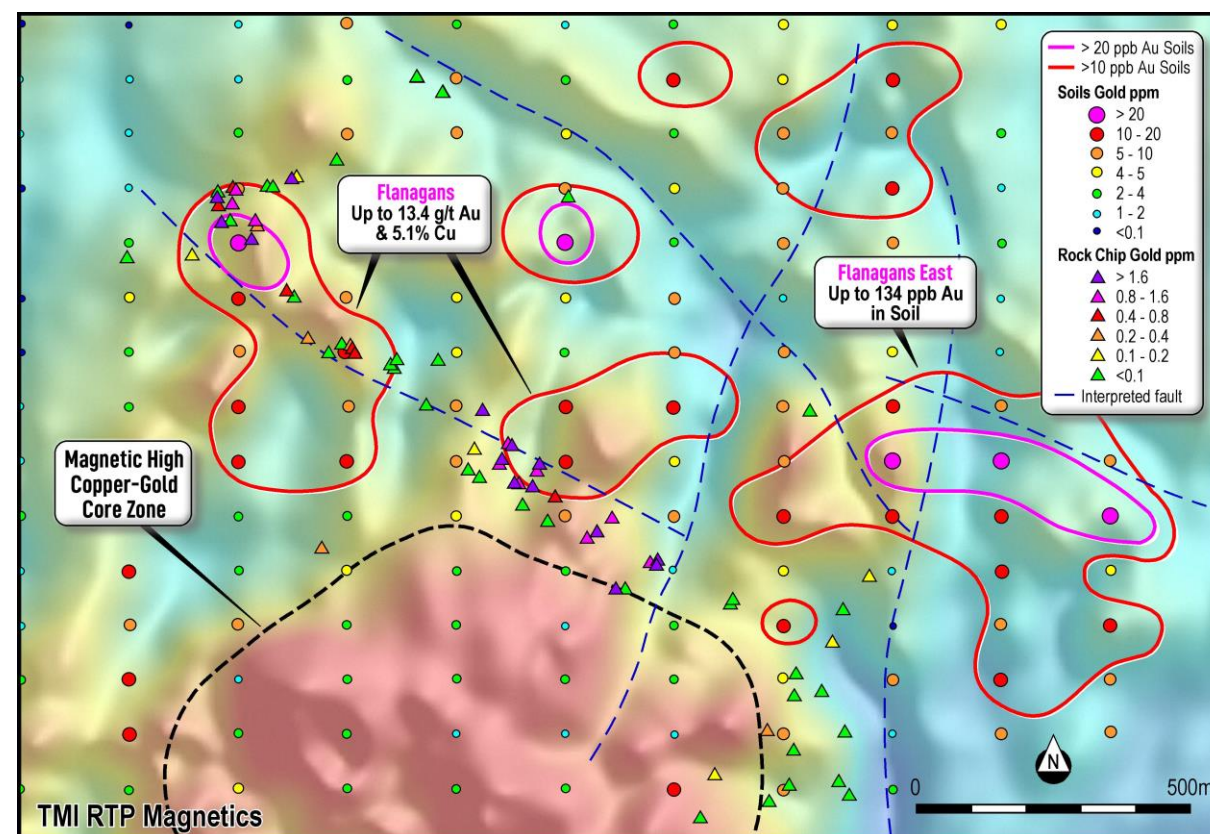 > 20 ppb Au Soils
>10 ppb Au Soils
Soils Gold ppm
> 20
10 - 20
5 - 10
4 - 5
2 - 4
1 - 2
<0.1
Rock Chip Gold ppm
> 1.6
0.8 - 1.6
0.4 - 0.8
0.2 - 0.4
0.1 - 0.2
<0.1
Interpreted fault
Flanagans
Up to 13.4 g/t Au
& 5.1% Cu
Flanagans East
Up to 134 ppb Au
in Soil
Magnetic High
Copper-Gold
Core Zone
N
0
500m
TMI RTP Magnetics